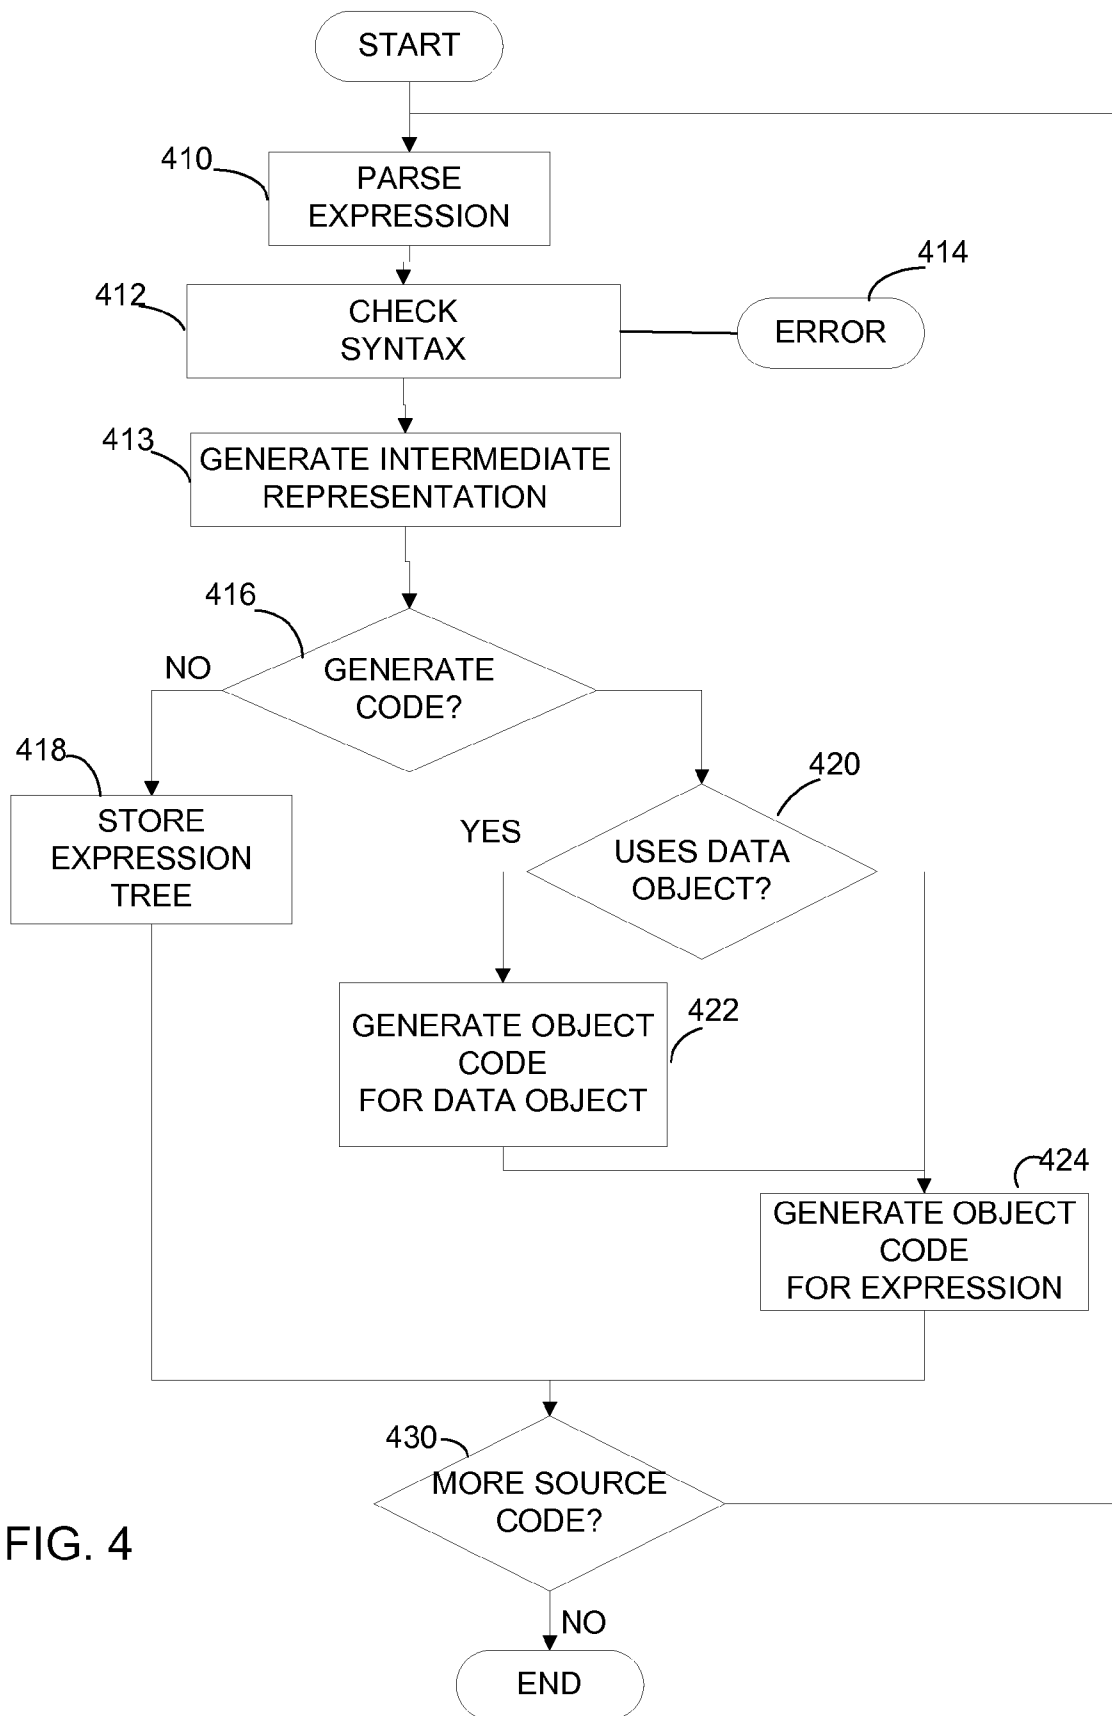 START
410
PARSE
EXPRESSION
414
412
CHECK
SYNTAX
ERROR
413
GENERATE INTERMEDIATE
REPRESENTATION
416
NO
GENERATE
CODE?
418
STORE
EXPRESSION
TREE
420
YES
USES DATA
OBJECT?
422
GENERATE OBJECT
CODE
FOR DATA OBJECT
424
GENERATE OBJECT
CODE
FOR EXPRESSION
430
MORE SOURCE
CODE?
FIG. 4
NO
END